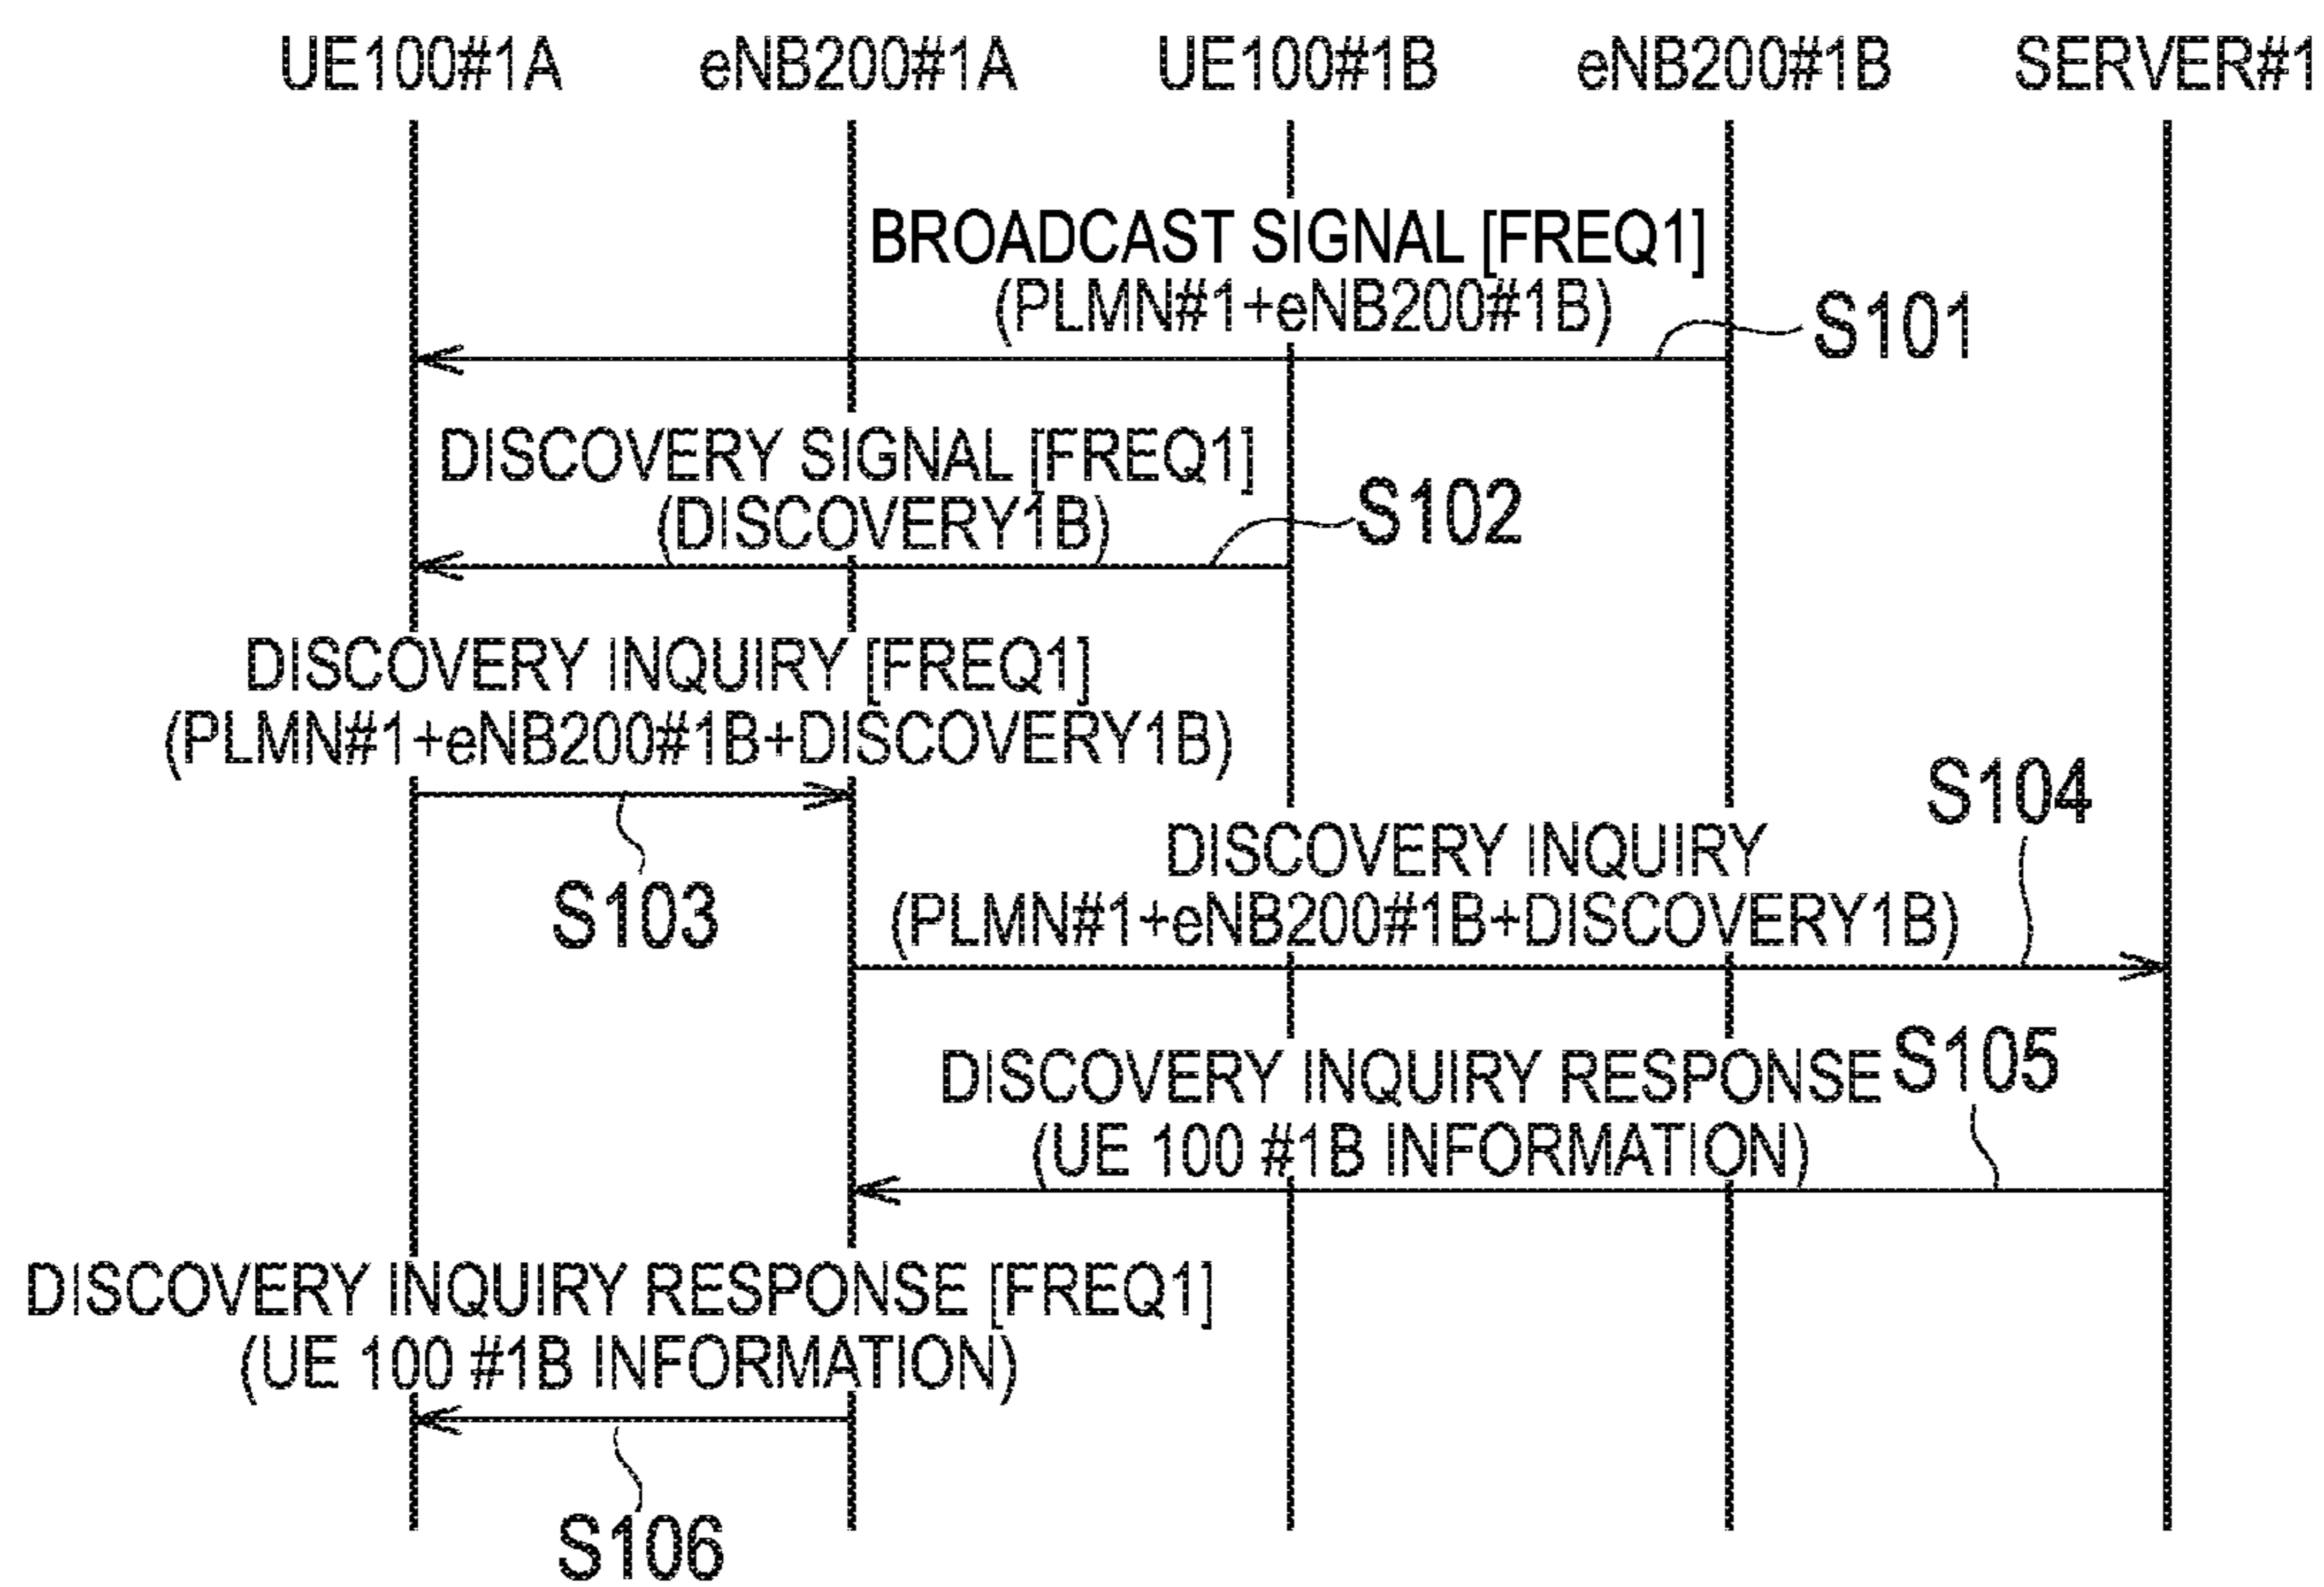 UE100#1A eNB200#1A UE100#1B eNB200#1B SERVER#1
BROADCAST SIGNAL [FREQ1]
(PLMN#1+eNB200#1B)
S101
DISCOVERY SIGNAL [FREQ1]
(DISCOVERY1B)
S102
DISCOVERY INQUIRY [FREQ1]
(PLMN#1+eNB200#1B+DISCOVERY1B)
S103
S104
DISCOVERY INQUIRY
(PLMN#1+eNB200#1B+DISCOVERY1B)
DISCOVERY INQUIRY RESPONSE S105
(UE 100 #1B INFORMATION)
DISCOVERY INQUIRY RESPONSE [FREQ1]
(UE 100 #1B INFORMATION)
S106